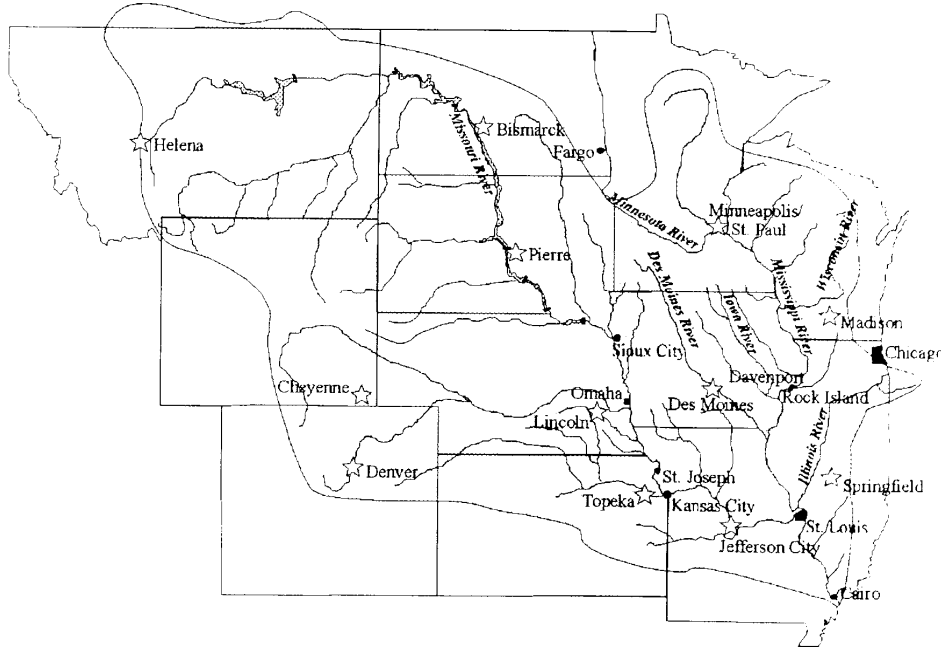 Helena
Bismarck
Fargo
Missouri River
Minnesota River
Minneapolis
St. Paul
Wisconsin River
Pierre
Des Moines River
Mississippi River
Iowa River
Madison
Sioux City
Chicago
Cheyenne
Davenport
Omaha
Des Moines
Rock Island
Lincoln
Illinois River
Denver
St. Joseph
Springfield
Topeka
Kansas City
St. Louis
Jefferson City
Cairo